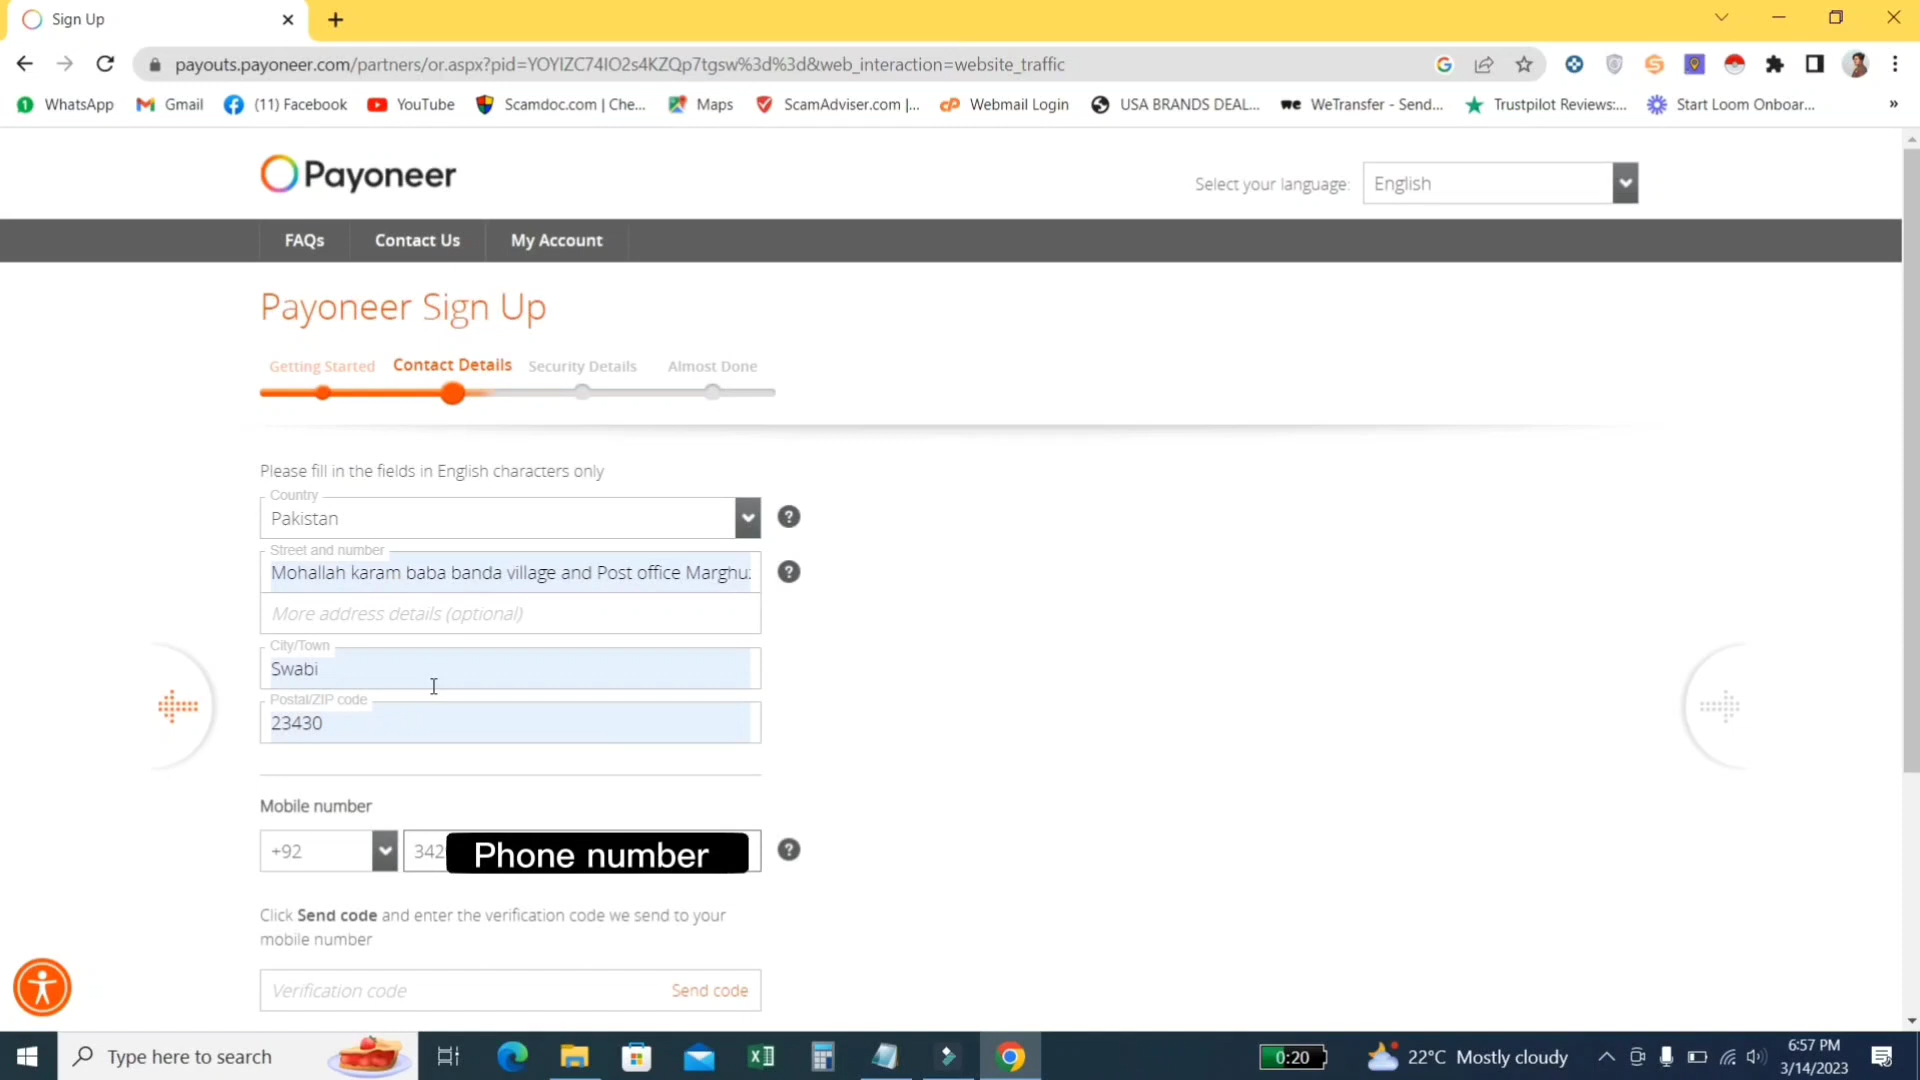 Sign Up
payouts.payoneer.com/partners/or.aspx?pid=YOYIZC74IO2s4KZQp7tgsw%3d%3d&web_interaction=website_traffic
WhatsApp Gmail (11) Facebook YouTube Scamdoc.com | Che... Maps ScamAdviser.com |... Webmail Login USA BRANDS DEAL... WeTransfer - Send... Trustpilot Reviews:... Start Loom Onboar... »
Payoneer
Select your language: English
FAQs Contact Us My Account
Payoneer Sign Up
Getting Started Contact Details Security Details Almost Done
Please fill in the fields in English characters only
Country
Pakistan
Street and number
Mohallah karam baba banda village and Post office Marghuz
More address details (optional)
City/Town
Swabi
Postal/ZIP code
23430
Mobile number
+92 342 Phone number
Click Send code and enter the verification code we send to your
mobile number
Verification code Send code
Type here to search 0:20 22°C Mostly cloudy 6:57 PM
3/14/2023